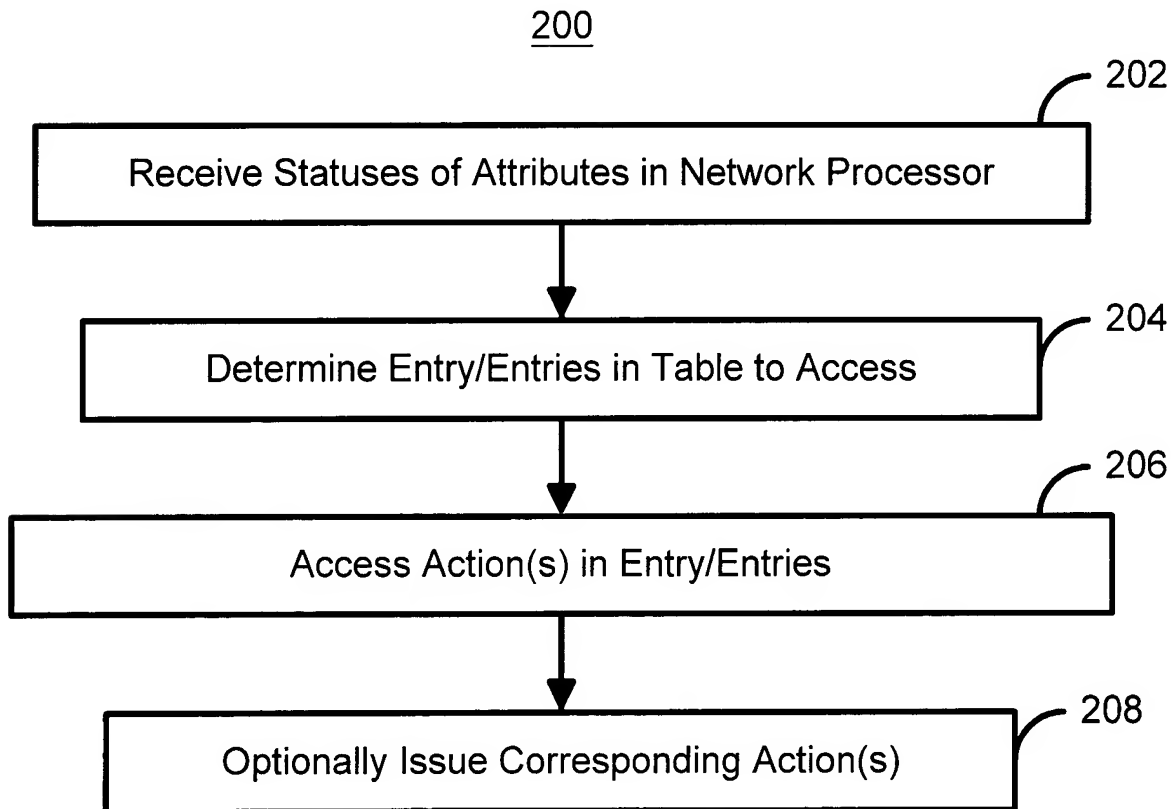 200
202
Receive Statuses of Attributes in Network Processor
204
Determine Entry/Entries in Table to Access
206
Access Action(s) in Entry/Entries
208
Optionally Issue Corresponding Action(s)